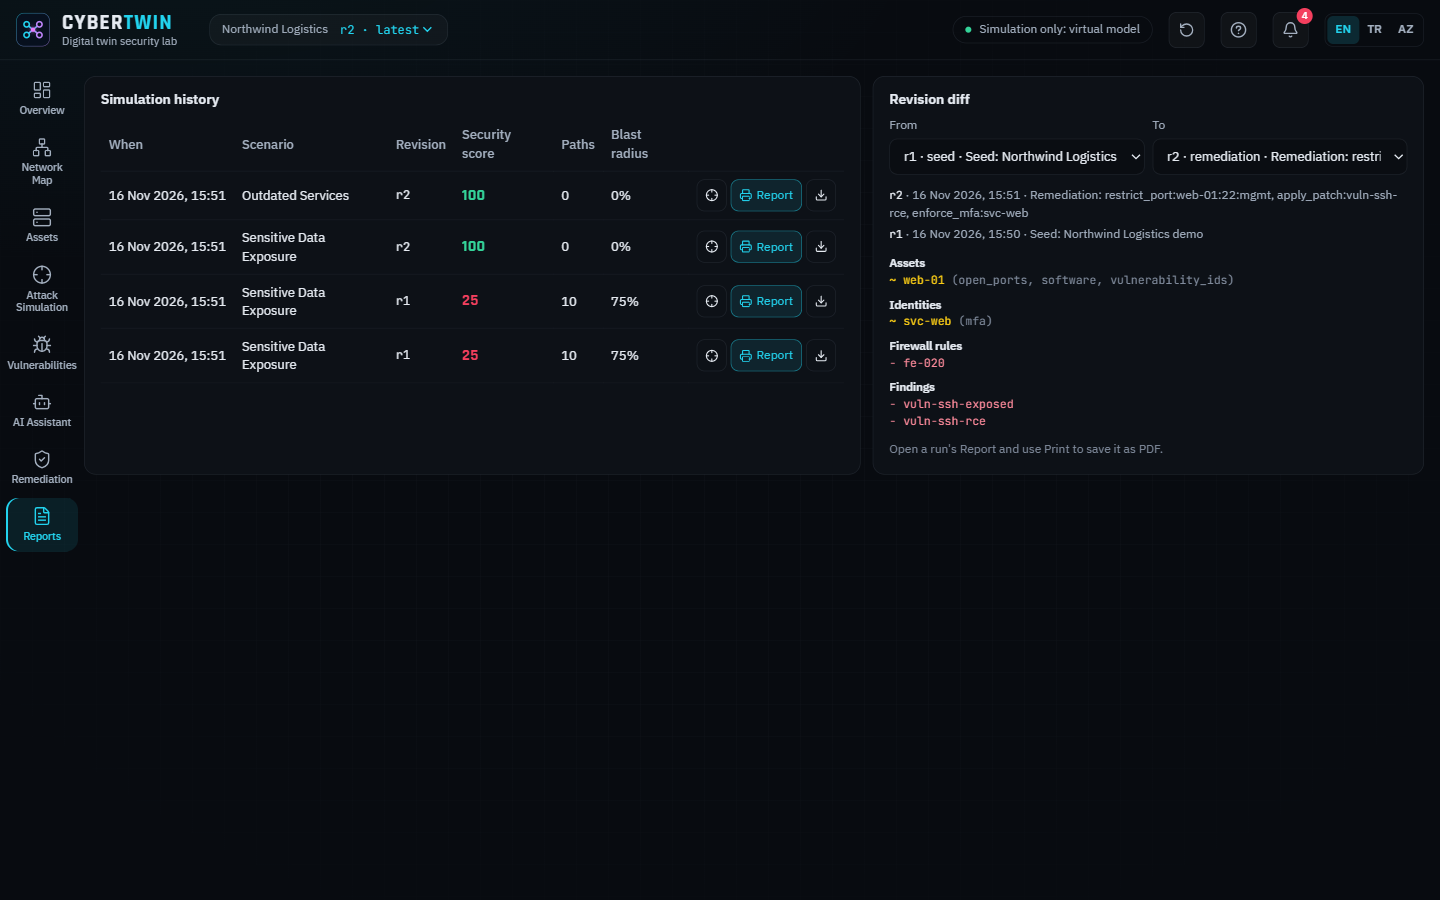 CYBERTWIN
Digital twin security lab
Northwind Logistics r2 · latest
Simulation only: virtual model
4
EN TR AZ
Overview
Network
Map
Assets
Attack
Simulation
Vulnerabilities
AI Assistant
Remediation
Reports
Simulation history
When Scenario Revision Security score Paths Blast radius
16 Nov 2026, 15:51 Outdated Services r2 100 0 0% Report
16 Nov 2026, 15:51 Sensitive Data Exposure r2 100 0 0% Report
16 Nov 2026, 15:51 Sensitive Data Exposure r1 25 10 75% Report
16 Nov 2026, 15:51 Sensitive Data Exposure r1 25 10 75% Report
Revision diff
From To
r1 · seed · Seed: Northwind Logistics r2 · remediation · Remediation: restri
r2 · 16 Nov 2026, 15:51 · Remediation: restrict_port:web-01:22:mgmt, apply_patch:vuln-ssh-
rce, enforce_mfa:svc-web
r1 · 16 Nov 2026, 15:50 · Seed: Northwind Logistics demo
Assets
~ web-01 (open_ports, software, vulnerability_ids)
Identities
~ svc-web (mfa)
Firewall rules
- fe-020
Findings
- vuln-ssh-exposed
- vuln-ssh-rce
Open a run's Report and use Print to save it as PDF.